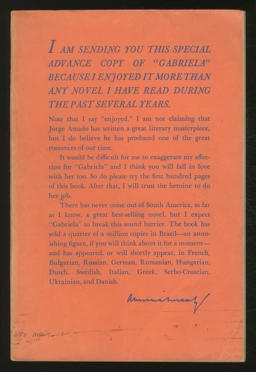 I AM SENDING YOU THIS SPECIAL
ADVANCE COPY OF "GABRIELA"
BECAUSE I ENJOYED IT MORE THAN
ANY NOVEL I HAVE READ DURING
THE PAST SEVERAL YEARS.
Note that I say "enjoyed." I am not claiming that
Jorge Amado has written a great literary masterpiece,
but I do believe he has produced one of the great
romances of our time.
It would be difficult for me to exaggerate my affec-
tion for "Gabriela" and I think you will fall in love
with her too. So do please try the first hundred pages
of this book. After that, I will trust the heroine to do
her job.
There has never come out of South America, as far
as I know, a great best-selling novel, but I expect
"Gabriela" to break this sound barrier. The book has
sold a quarter of a million copies in Brazil—an aston-
ishing figure, if you will think about it for a moment—
and has appeared, or will shortly appear, in French,
Bulgarian, Russian, German, Rumanian, Hungarian,
Dutch, Swedish, Italian, Greek, Serbo-Croatian,
Ukrainian, and Danish.